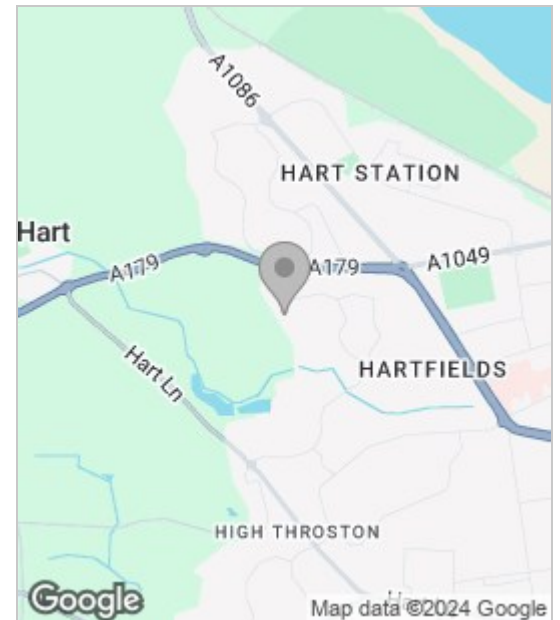 A1086
HART STATION
Hart
A179
A179
A1049
Hart Ln
HARTFIELDS
HIGH THROSTON
Google
Map data ©2024 Google